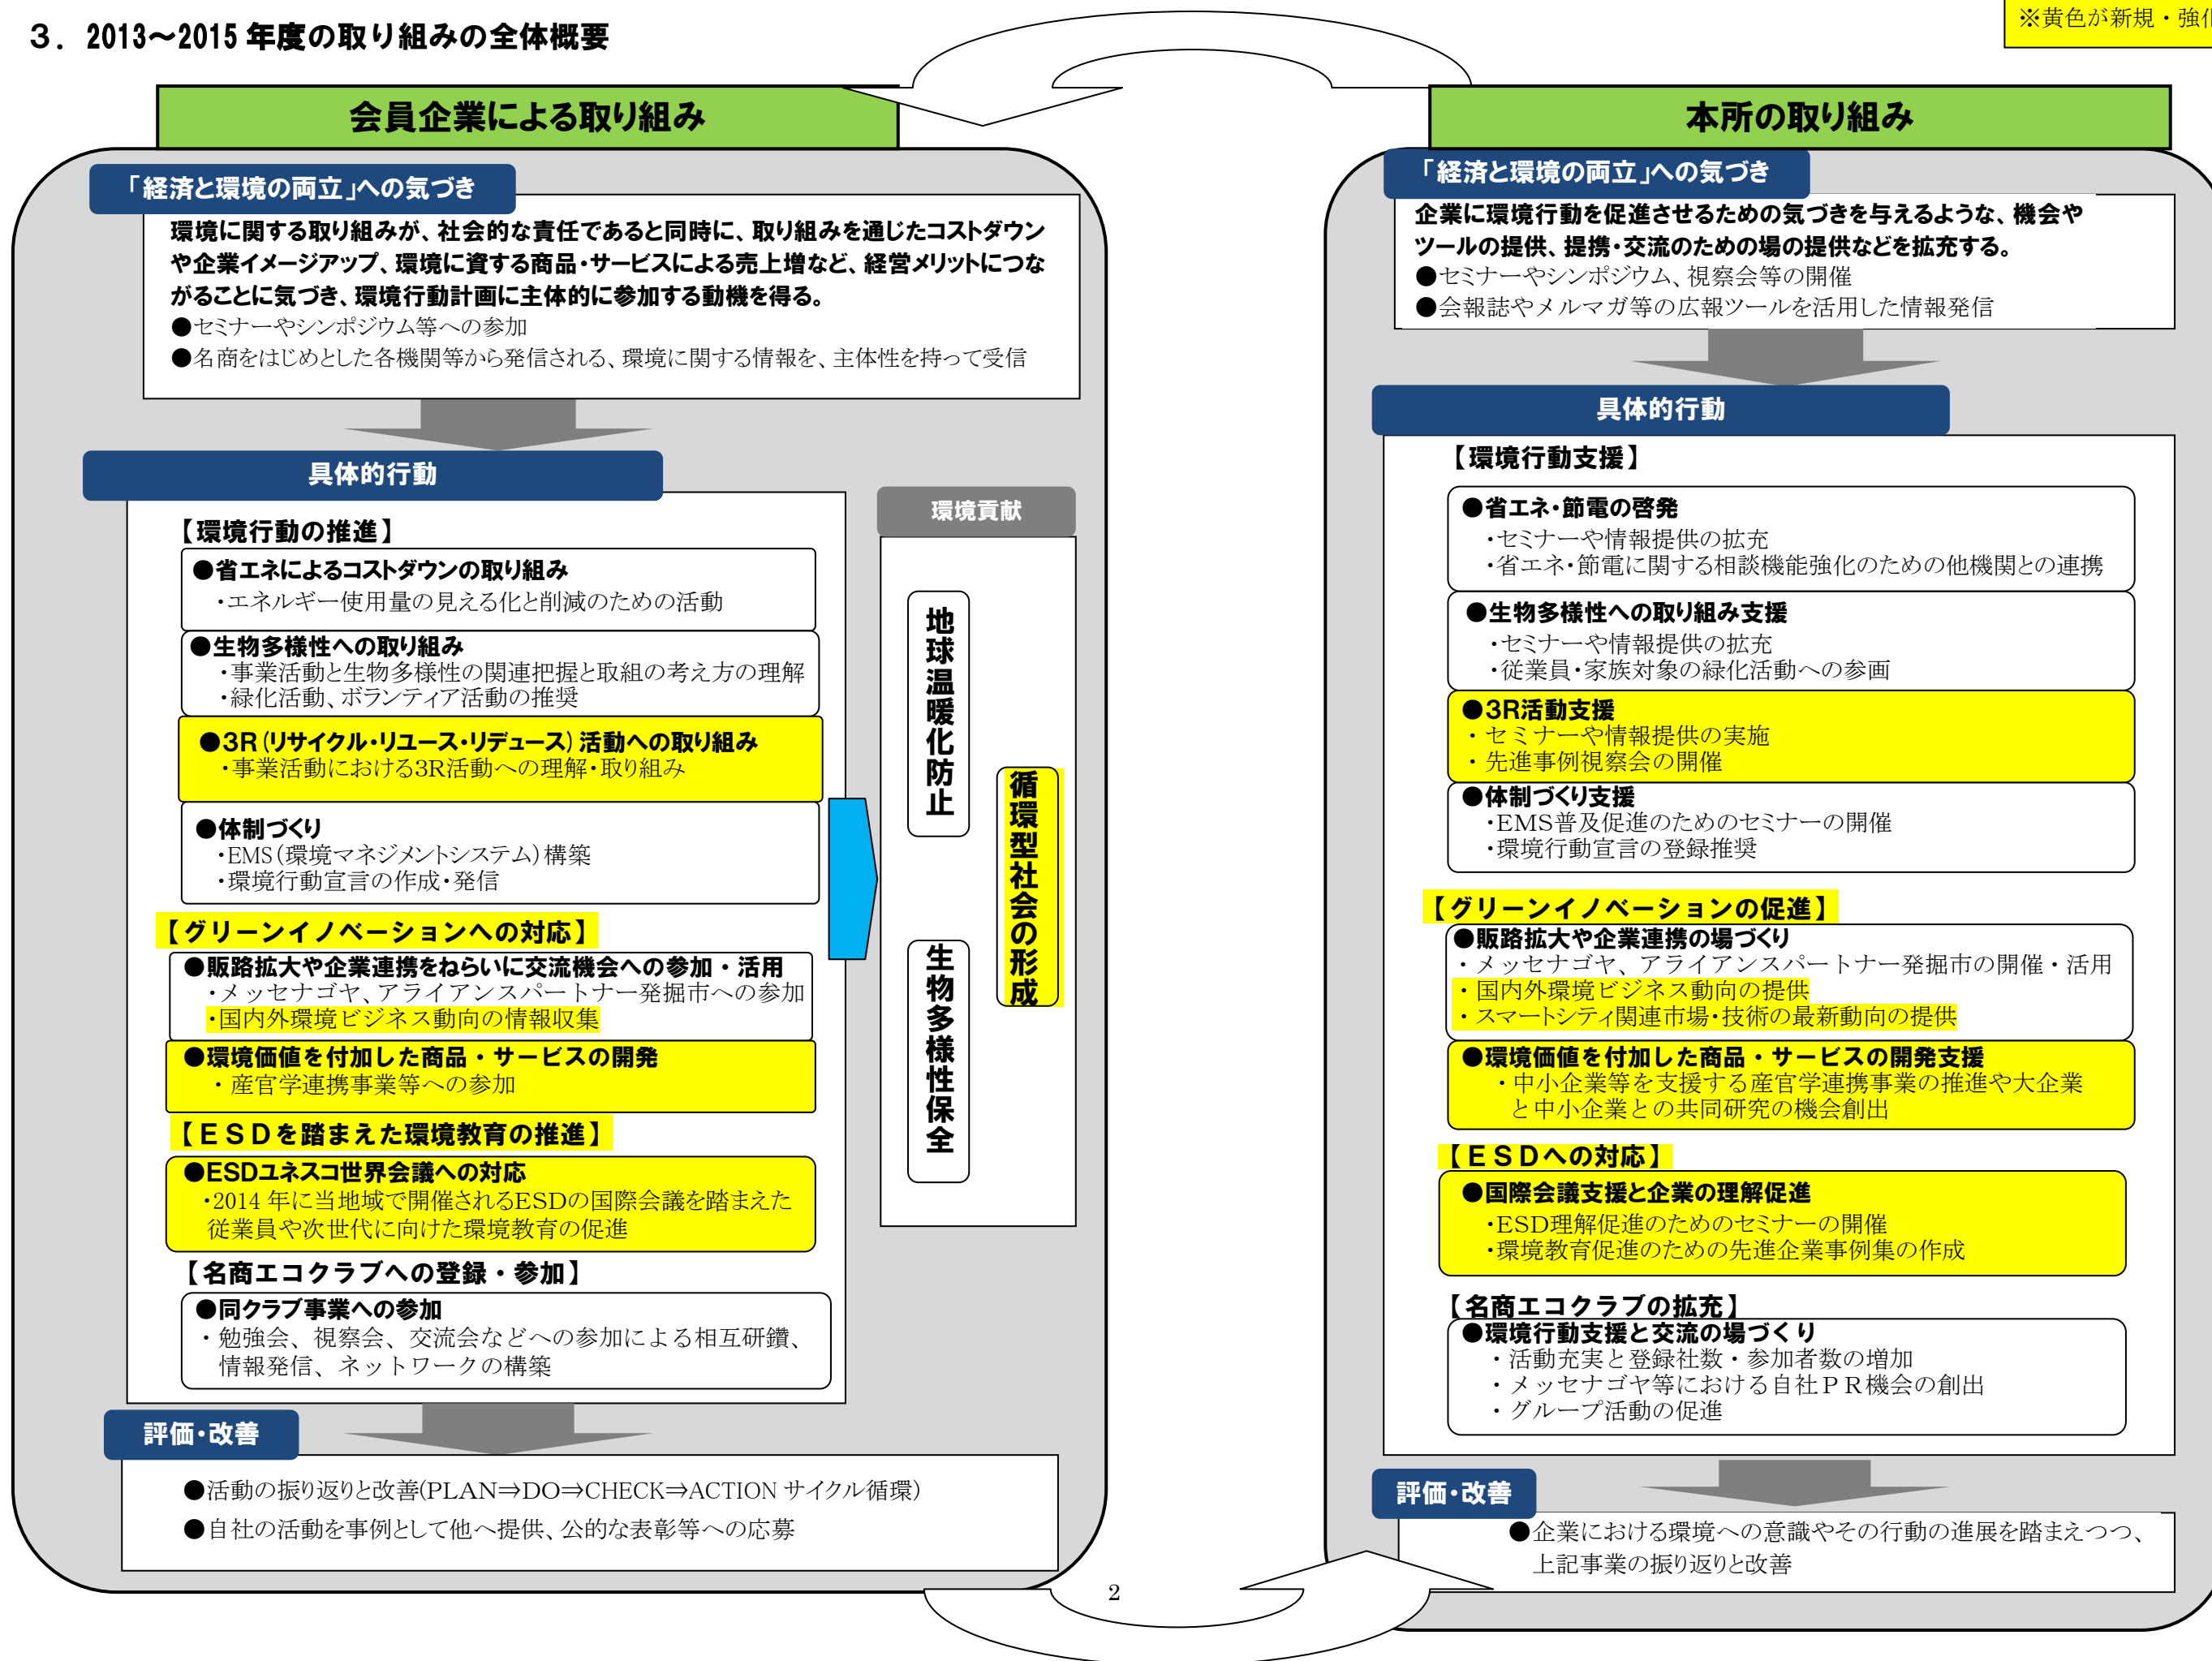 3．2013～2015 年度の取り組みの全体概要
※黄色が新規・強化
会員企業による取り組み
「経済と環境の両立」への気づき
環境に関する取り組みが、社会的な責任であると同時に、取り組みを通じたコストダウン
や企業イメージアップ、環境に資する商品・サービスによる売上増など、経営メリットにつな
がることに気づき、環境行動計画に主体的に参加する動機を得る。
●セミナーやシンポジウム等への参加
●名商をはじめとした各機関等から発信される、環境に関する情報を、主体性を持って受信
具体的行動
【環境行動の推進】
●省エネによるコストダウンの取り組み
・エネルギー使用量の見える化と削減のための活動
●生物多様性への取り組み
・事業活動と生物多様性の関連把握と取組の考え方の理解
・緑化活動、ボランティア活動の推奨
●3R（リサイクル・リユース・リデュース）活動への取り組み
・事業活動における3R活動への理解・取り組み
●体制づくり
・EMS（環境マネジメントシステム）構築
・環境行動宣言の作成・発信
【グリーンイノベーションへの対応】
●販路拡大や企業連携をねらいに交流機会への参加・活用
・メッセナゴヤ、アライアンスパートナー発掘市への参加
・国内外環境ビジネス動向の情報収集
●環境価値を付加した商品・サービスの開発
・産官学連携事業等への参加
【ＥＳＤを踏まえた環境教育の推進】
●ESDユネスコ世界会議への対応
・2014 年に当地域で開催されるESDの国際会議を踏まえた
従業員や次世代に向けた環境教育の促進
【名商エコクラブへの登録・参加】
●同クラブ事業への参加
・勉強会、視察会、交流会などへの参加による相互研鑽、
情報発信、ネットワークの構築
環境貢献
地球温暖化防止
循環型社会の形成
生物多様性保全
評価・改善
●活動の振り返りと改善(PLAN⇒DO⇒CHECK⇒ACTION サイクル循環)
●自社の活動を事例として他へ提供、公的な表彰等への応募
本所の取り組み
「経済と環境の両立」への気づき
企業に環境行動を促進させるための気づきを与えるような、機会や
ツールの提供、提携・交流のための場の提供などを拡充する。
●セミナーやシンポジウム、視察会等の開催
●会報誌やメルマガ等の広報ツールを活用した情報発信
具体的行動
【環境行動支援】
●省エネ・節電の啓発
・セミナーや情報提供の拡充
・省エネ・節電に関する相談機能強化のための他機関との連携
●生物多様性への取り組み支援
・セミナーや情報提供の拡充
・従業員・家族対象の緑化活動への参画
●3R活動支援
・セミナーや情報提供の実施
・先進事例視察会の開催
●体制づくり支援
・EMS普及促進のためのセミナーの開催
・環境行動宣言の登録推奨
【グリーンイノベーションの促進】
●販路拡大や企業連携の場づくり
・メッセナゴヤ、アライアンスパートナー発掘市の開催・活用
・国内外環境ビジネス動向の提供
・スマートシティ関連市場・技術の最新動向の提供
●環境価値を付加した商品・サービスの開発支援
・中小企業等を支援する産官学連携事業の推進や大企業
と中小企業との共同研究の機会創出
【ＥＳＤへの対応】
●国際会議支援と企業の理解促進
・ESD理解促進のためのセミナーの開催
・環境教育促進のための先進企業事例集の作成
【名商エコクラブの拡充】
●環境行動支援と交流の場づくり
・活動充実と登録社数・参加者数の増加
・メッセナゴヤ等における自社ＰＲ機会の創出
・グループ活動の促進
評価・改善
●企業における環境への意識やその行動の進展を踏まえつつ、
上記事業の振り返りと改善
2